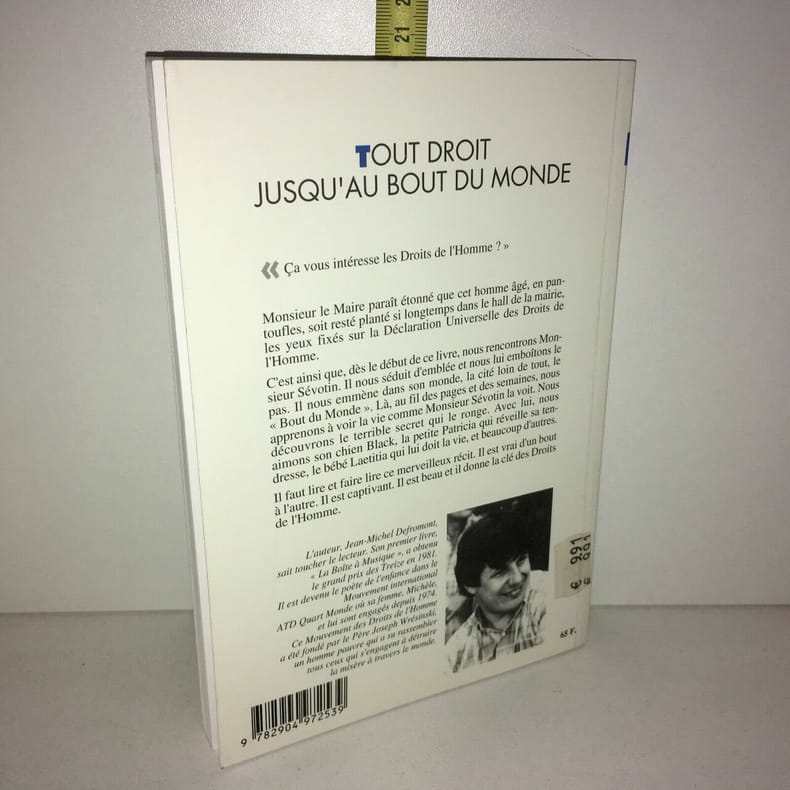 21
2
TOUT DROIT
JUSQU'AU BOUT DU MONDE
« Ça vous intéresse les Droits de l'Homme ? »
Monsieur le Maire paraît étonné que cet homme âgé, en pan-
toufles, soit resté planté si longtemps dans le hall de la mairie,
les yeux fixés sur la Déclaration Universelle des Droits de
l'Homme.
C'est ainsi que, dès le début de ce livre, nous rencontrons Mon-
sieur Sévotin. Il nous séduit d'emblée et nous lui emboîtons le
pas. Il nous emmène dans son monde, la cité loin de tout, le
« Bout du Monde ». Là, au fil des pages et des semaines, nous
apprenons à voir la vie comme Monsieur Sévotin la voit. Nous
découvrons le terrible secret qui le ronge. Avec lui, nous
aimons son chien Black, la petite Patricia qui réveille sa ten-
dresse, le bébé Laetitia qui lui doit la vie, et beaucoup d'autres.
Il faut lire et faire lire ce merveilleux récit. Il est vrai d'un bout
à l'autre. Il est captivant. Il est beau et il donne la clé des Droits
de l'Homme.
L'auteur, Jean-Michel Defromont,
sait toucher le lecteur. Son premier livre,
« La Boîte à Musique », a obtenu
le grand prix des Treize en 1981.
Il est devenu le poète de l'enfance dans le
Mouvement international
ATD Quart Monde où sa femme, Michèle,
et lui sont engagés depuis 1974.
Ce Mouvement des Droits de l'Homme
a été fondé par le Père Joseph Wrésinski,
un homme pauvre qui a su rassembler
tous ceux qui s'engagent à détruire
la misère à travers le monde.
€ 991
€ 991
65 F.
9 782904 972539